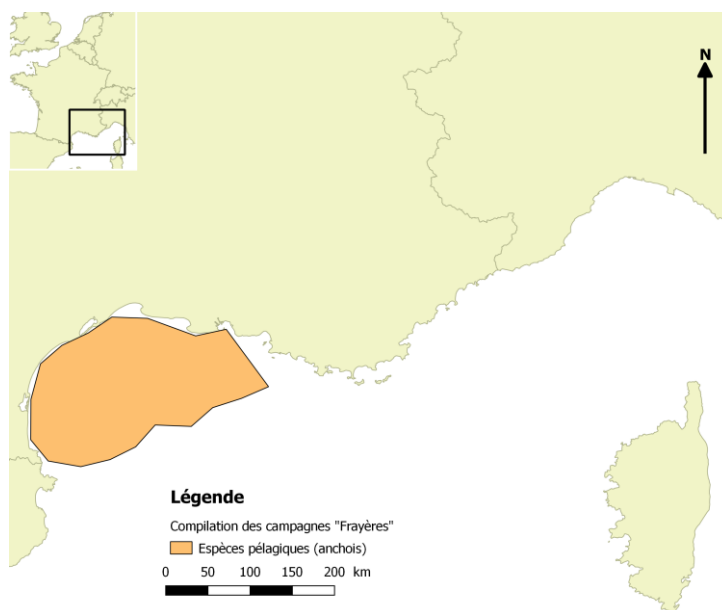 N
Légende
Compilation des campagnes "Frayères"
Espèces pélagiques (anchois)
0 50 100 150 200 km